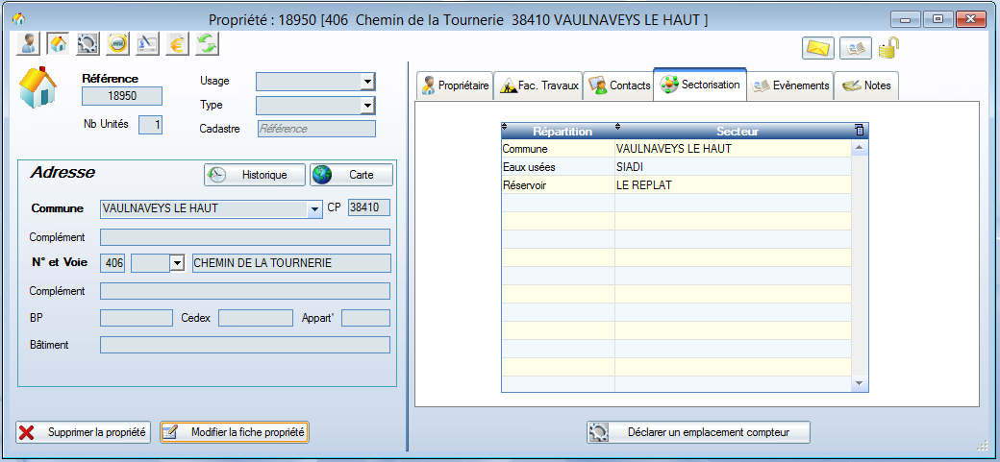 Propriété : 18950 [406  Chemin de la Tournerie  38410 VAULNAVEYS LE HAUT ]
Référence
18950
Nb Unités 1
Usage
Type
Cadastre Référence
Adresse
Historique
Carte
Commune VAULNAVEYS LE HAUT CP 38410
Complément
N° et Voie 406 CHEMIN DE LA TOURNERIE
Complément
BP Cedex Appart'
Bâtiment
Supprimer la propriété
Modifier la fiche propriété
Propriétaire Fac. Travaux Contacts Sectorisation Evènements Notes
Répartition Secteur
Commune VAULNAVEYS LE HAUT
Eaux usées SIADI
Réservoir LE REPLAT
Déclarer un emplacement compteur